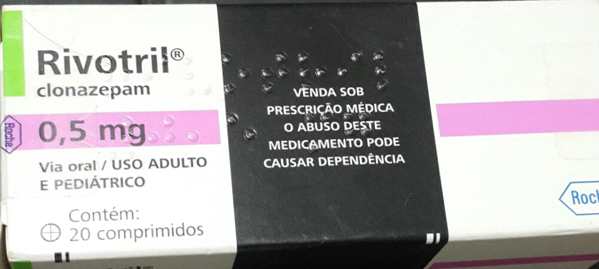 Rivotril®
clonazepam
Roche
0,5 mg
Via oral / USO ADULTO
E PEDIÁTRICO
Contém:
20 comprimidos
VENDA SOB
PRESCRIÇÃO MÉDICA
O ABUSO DESTE
MEDICAMENTO PODE
CAUSAR DEPENDÊNCIA
Roc